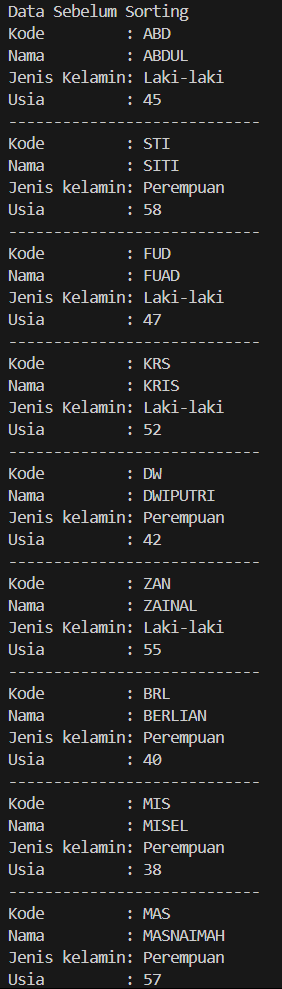 Data Sebelum Sorting
Kode         : ABD
Nama         : ABDUL
Jenis Kelamin: Laki-laki
Usia         : 45
----------------------------
Kode         : STI
Nama         : SITI
Jenis kelamin: Perempuan
Usia         : 58
----------------------------
Kode         : FUD
Nama         : FUAD
Jenis Kelamin: Laki-laki
Usia         : 47
----------------------------
Kode         : KRS
Nama         : KRIS
Jenis Kelamin: Laki-laki
Usia         : 52
----------------------------
Kode         : DW
Nama         : DWIPUTRI
Jenis kelamin: Perempuan
Usia         : 42
----------------------------
Kode         : ZAN
Nama         : ZAINAL
Jenis Kelamin: Laki-laki
Usia         : 55
----------------------------
Kode         : BRL
Nama         : BERLIAN
Jenis kelamin: Perempuan
Usia         : 40
----------------------------
Kode         : MIS
Nama         : MISEL
Jenis kelamin: Perempuan
Usia         : 38
----------------------------
Kode         : MAS
Nama         : MASNAIMAH
Jenis kelamin: Perempuan
Usia         : 57